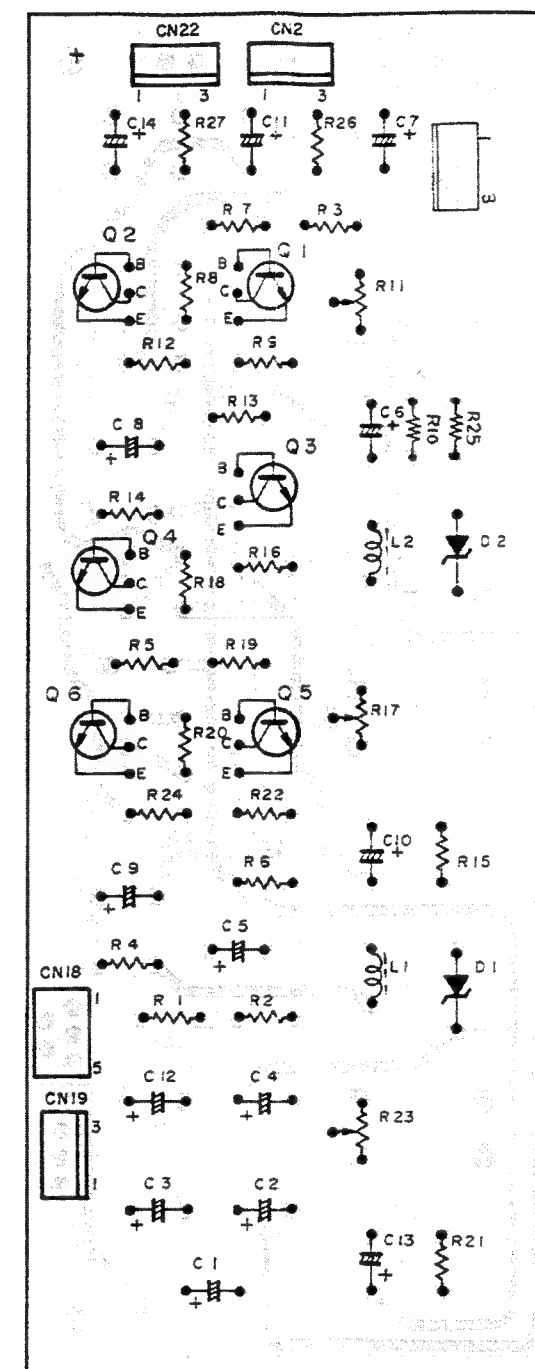 CN22 CN2
+
1 3 1 3
C14 + R27 C11 + R26 C7 +
1
3
R7 R3
Q2 Q1
B R8 B R11
C C
E E
R12 R9
R13
C8 C6 + R10 R25
+ Q3
B
R14 C
Q4 E
B L2 D2
C R18 R16
E
R5 R19
Q6 Q5
B B R17
C R20 C
E E
R24 R22
C10 +
R6 R15
C9
+ C5
R4 +
CN18 L1 D1
1 R1 R2
5 C12 C4
CN19 + +
3 R23
1
C3 C2
+ +
C13 + R21
C1
+